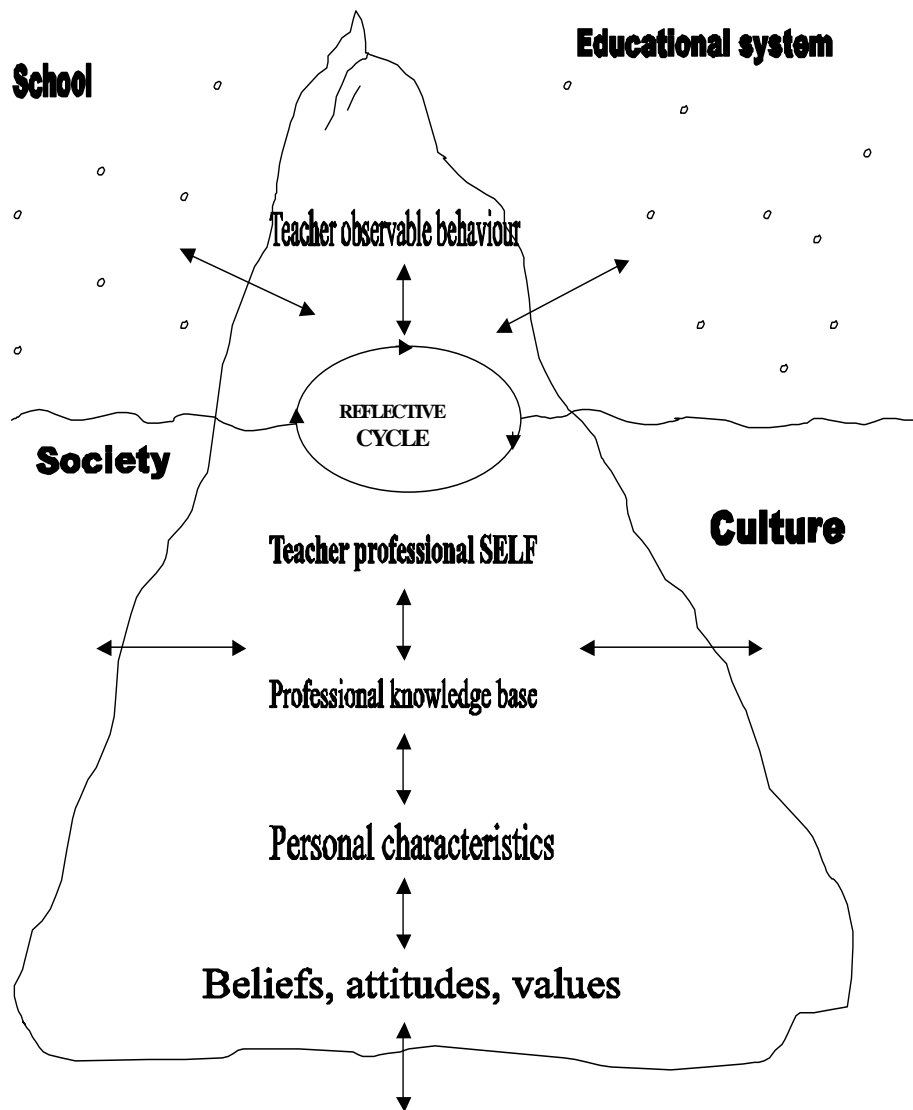 Educational system
School
Teacher observable behaviour
REFLECTIVE
CYCLE
Society
Culture
Teacher professional SELF
Professional knowledge base
Personal characteristics
Beliefs, attitudes, values